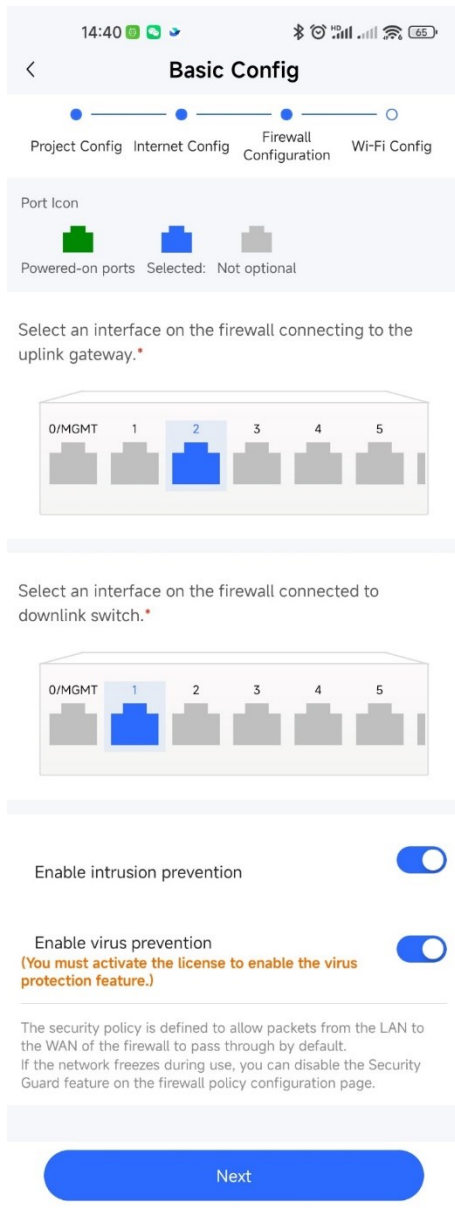 14:40
HD
65
Basic Config
Project Config
Internet Config
Firewall
Configuration
Wi-Fi Config
Port Icon
Powered-on ports
Selected:
Not optional
Select an interface on the firewall connecting to the
uplink gateway.*
0/MGMT 1 2 3 4 5
Select an interface on the firewall connected to
downlink switch.*
0/MGMT 1 2 3 4 5
Enable intrusion prevention
Enable virus prevention
(You must activate the license to enable the virus
protection feature.)
The security policy is defined to allow packets from the LAN to
the WAN of the firewall to pass through by default.
If the network freezes during use, you can disable the Security
Guard feature on the firewall policy configuration page.
Next